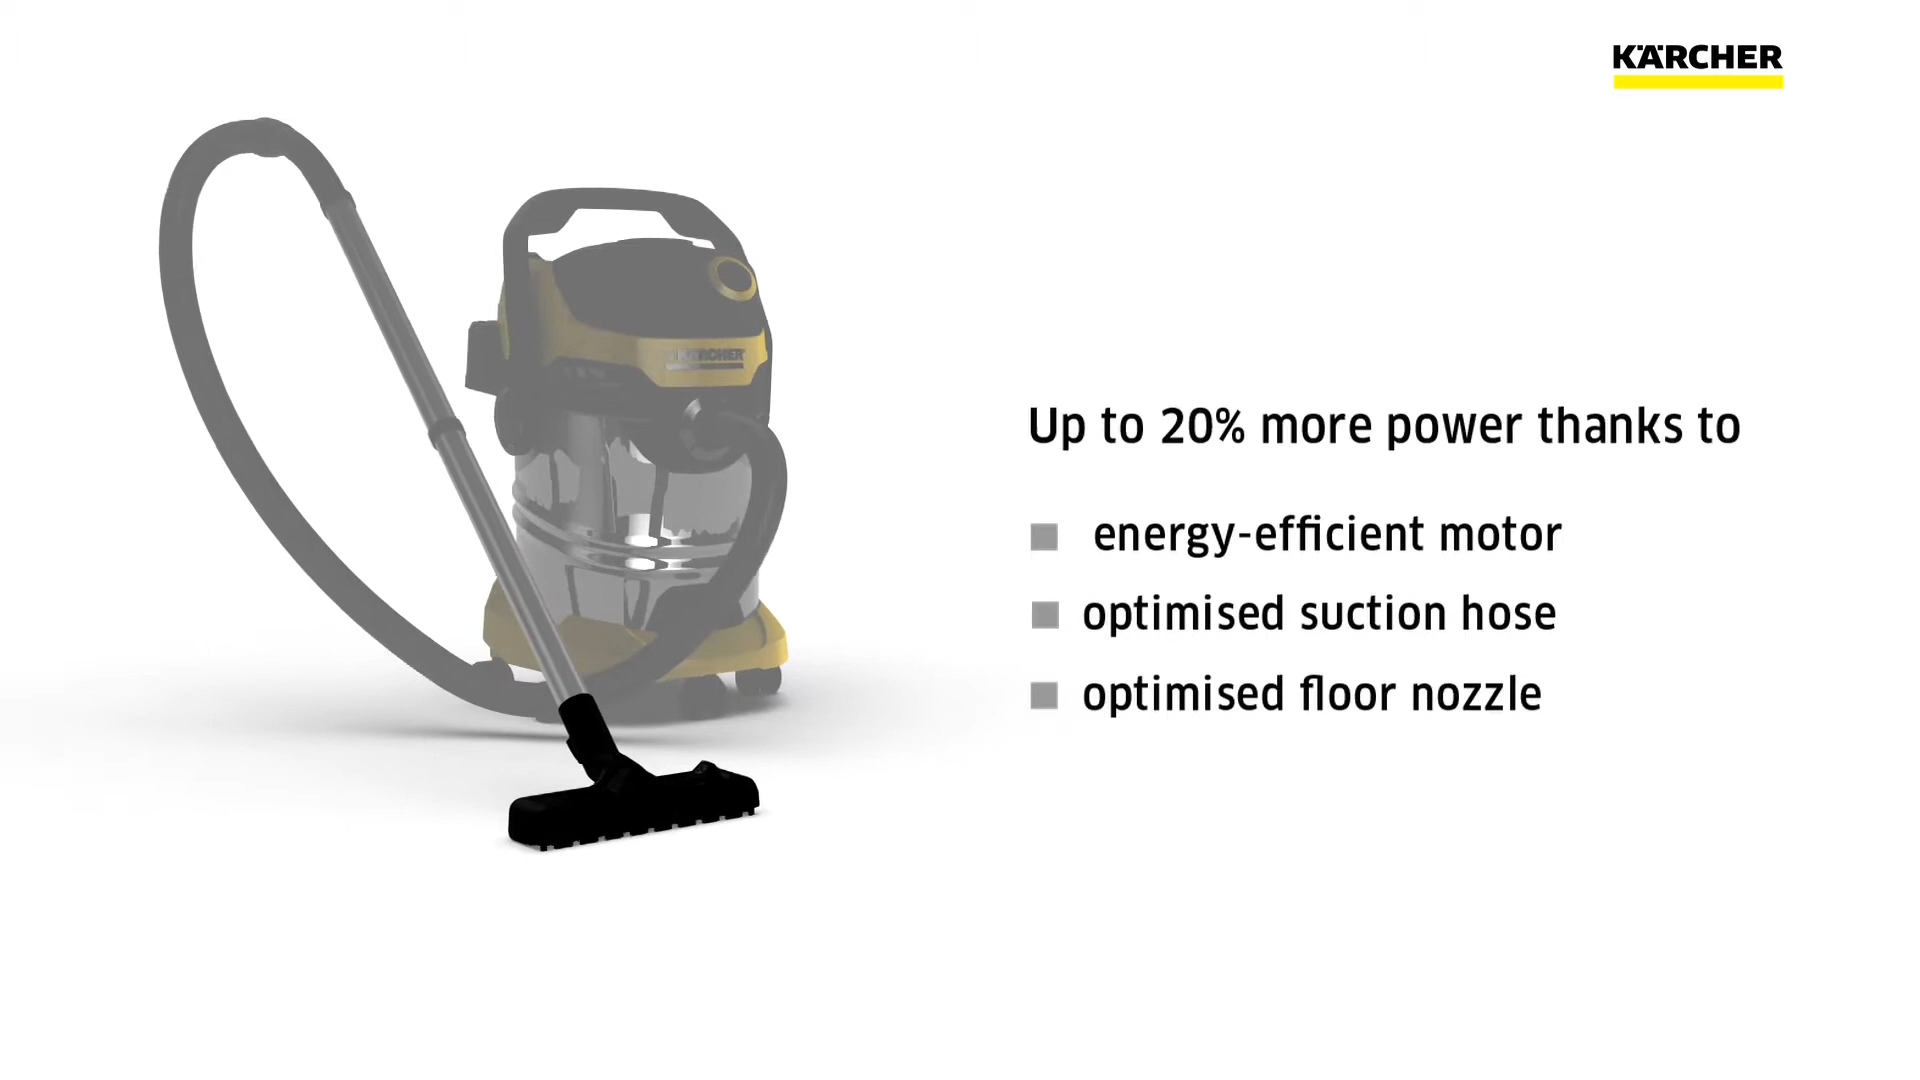 KÄRCHER
KÄRCHER
Up to 20% more power thanks to
energy-efficient motor
optimised suction hose
optimised floor nozzle